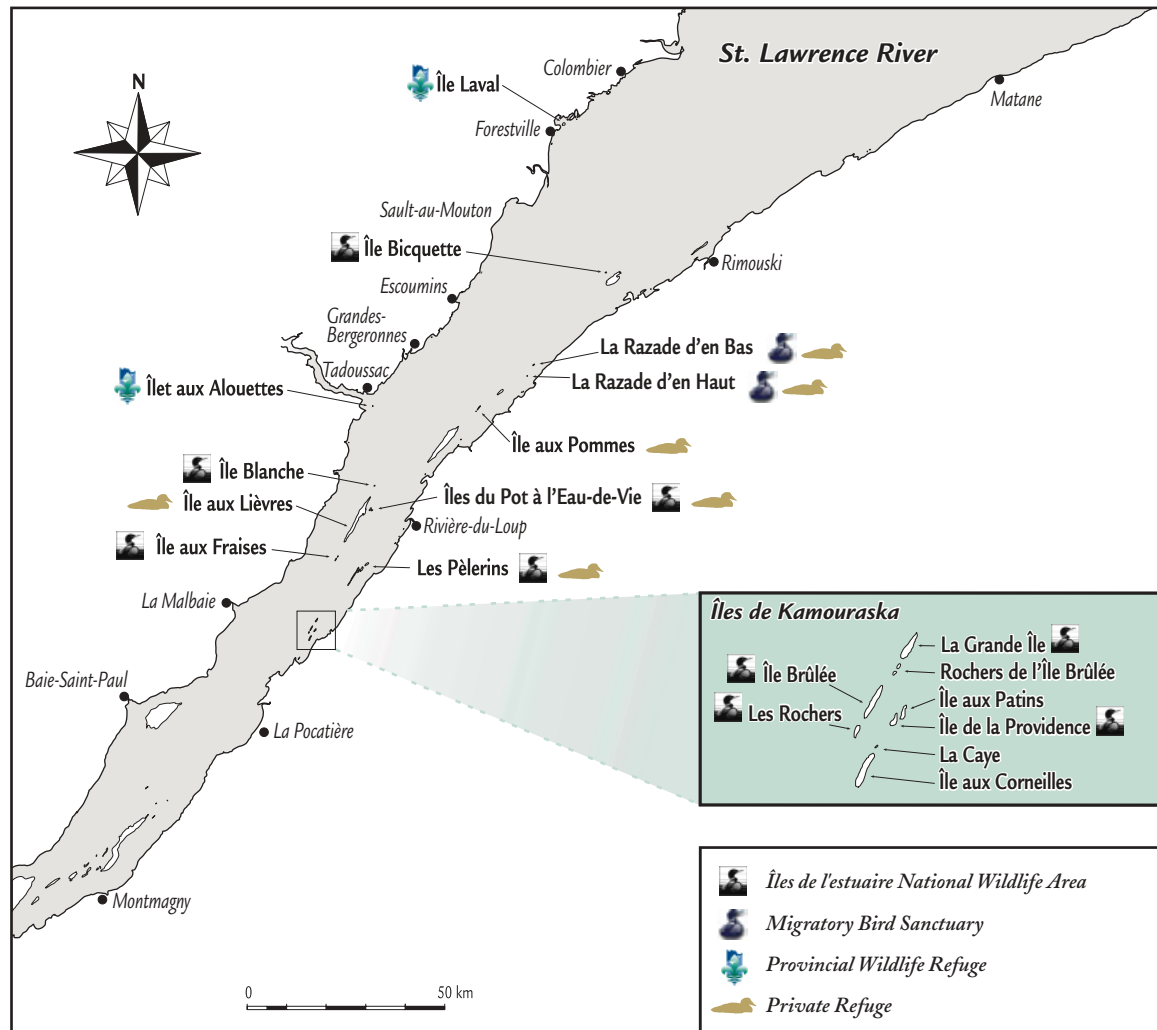 St. Lawrence River
N
Colombier
Île Laval
Matane
Forestville
Sault-au-Mouton
Île Bicquette
Rimouski
Escoumins
Grandes-
Bergeronnes
La Razade d'en Bas
Tadoussac
La Razade d'en Haut
Îlet aux Alouettes
Île aux Pommes
Île Blanche
Îles du Pot à l'Eau-de-Vie
Île aux Lièvres
Rivière-du-Loup
Île aux Fraises
Les Pèlerins
La Malbaie
Îles de Kamouraska
La Grande Île
Île Brûlée
Rochers de l'Île Brûlée
Île aux Patins
Les Rochers
Île de la Providence
La Caye
Île aux Corneilles
Baie-Saint-Paul
La Pocatière
Montmagny
Îles de l'estuaire National Wildlife Area
Migratory Bird Sanctuary
Provincial Wildlife Refuge
Private Refuge
0 50 km